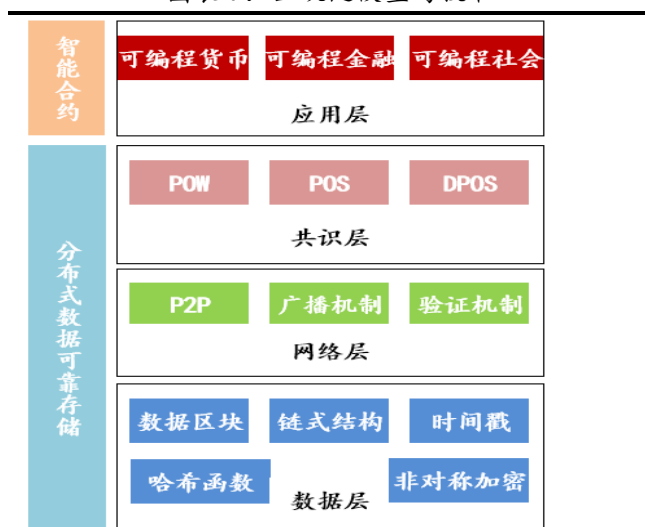 智能合约
可编程货币 可编程金融 可编程社会
应用层
分布式数据可靠存储
POW POS DPOS
共识层
P2P 广播机制 验证机制
网络层
数据区块 链式结构 时间戳
哈希函数 非对称加密
数据层